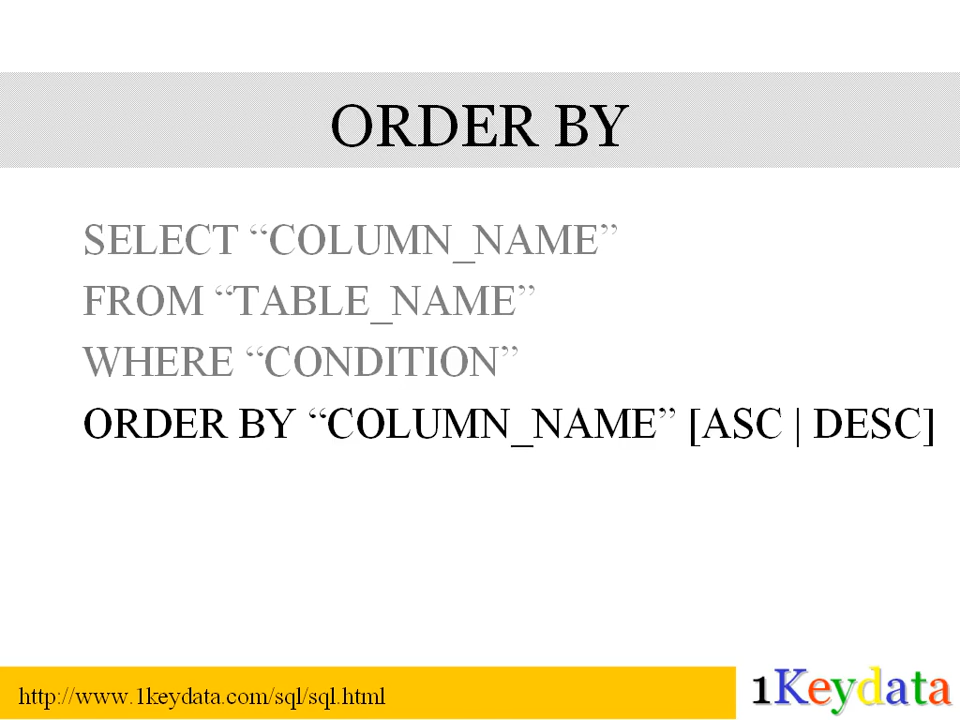 ORDER BY
SELECT “COLUMN_NAME”
FROM “TABLE_NAME”
WHERE “CONDITION”
ORDER BY “COLUMN_NAME” [ASC | DESC]
http://www.1keydata.com/sql/sql.html
1Keydata